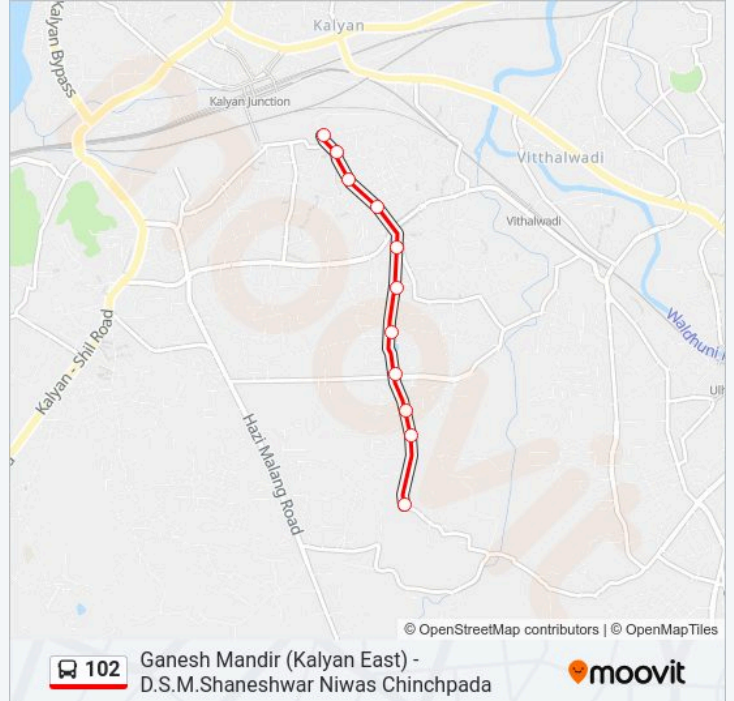 Kalyan Bypass
Kalyan
Kalyan Junction
Vitthalwadi
Vithalwadi
Waldhuni
Kalyan - Shil Road
Ulh
Hazi Malang Road
moovit
© OpenStreetMap contributors | © OpenMapTiles
102
Ganesh Mandir (Kalyan East) -
D.S.M.Shaneshwar Niwas Chinchpada
moovit